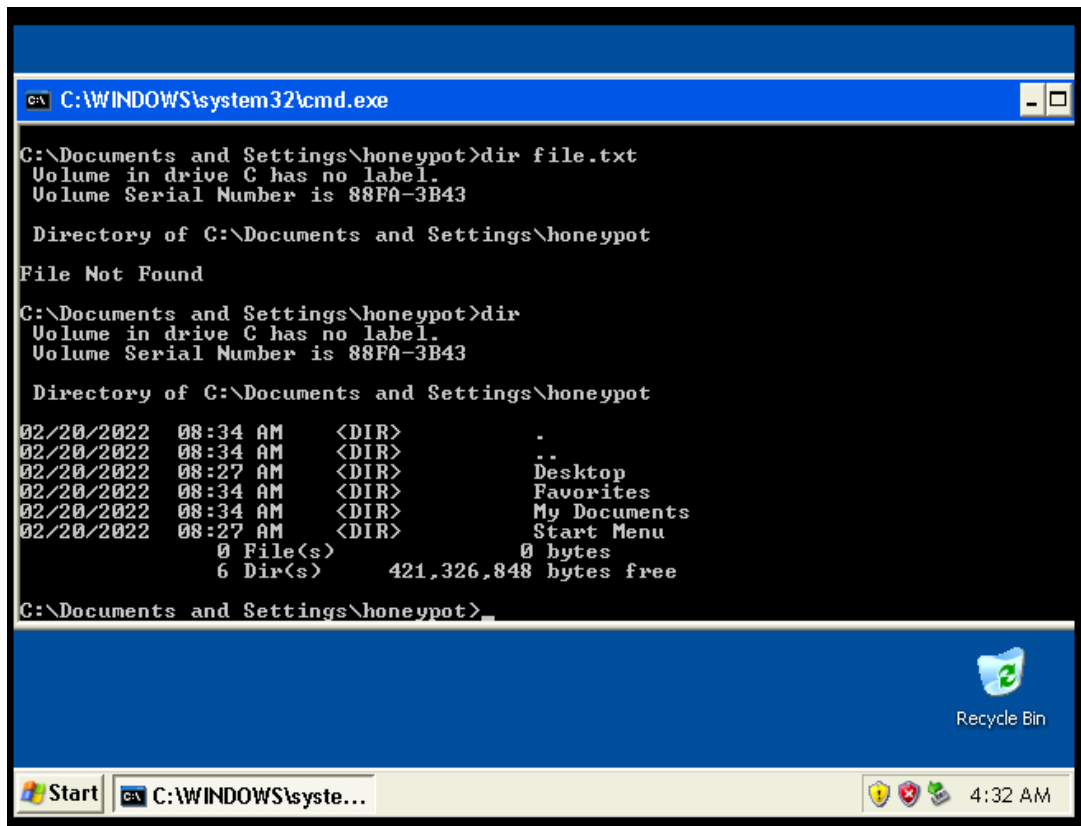 C:\WINDOWS\system32\cmd.exe
C:\Documents and Settings\honeypot>dir file.txt
Volume in drive C has no label.
Volume Serial Number is 88FA-3B43
Directory of C:\Documents and Settings\honeypot
File Not Found
C:\Documents and Settings\honeypot>dir
Volume in drive C has no label.
Volume Serial Number is 88FA-3B43
Directory of C:\Documents and Settings\honeypot
02/20/2022  08:34 AM    <DIR>          .
02/20/2022  08:34 AM    <DIR>          ..
02/20/2022  08:27 AM    <DIR>          Desktop
02/20/2022  08:34 AM    <DIR>          Favorites
02/20/2022  08:34 AM    <DIR>          My Documents
02/20/2022  08:27 AM    <DIR>          Start Menu
0 File(s)              0 bytes
6 Dir(s)     421,326,848 bytes free
C:\Documents and Settings\honeypot>_
Recycle Bin
Start
C:\WINDOWS\syste...
4:32 AM